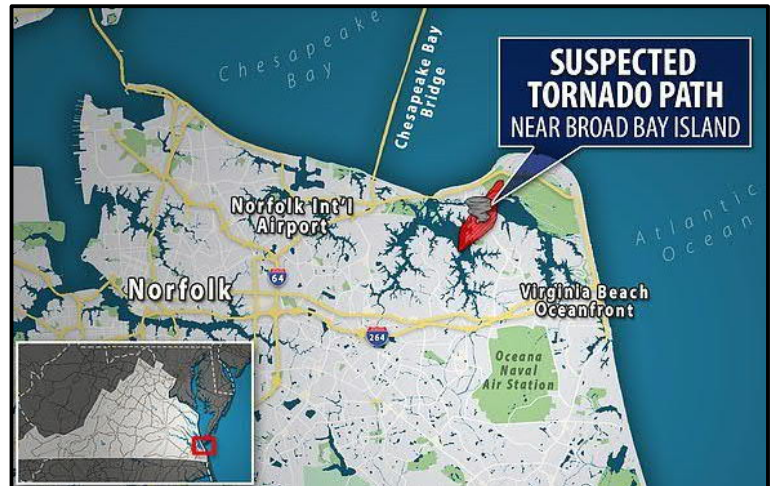 Chesapeake
Bay
Chesapeake Bay
Bridge
SUSPECTED
TORNADO PATH
NEAR BROAD BAY ISLAND
Norfolk Int'l
Airport
Atlantic
Ocean
64
Norfolk
Virginia Beach
Oceanfront
264
Oceana
Naval
Air Station